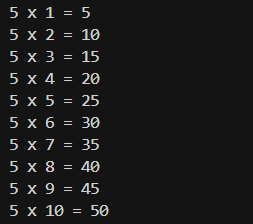 5 x 1 = 5
5 x 2 = 10
5 x 3 = 15
5 x 4 = 20
5 x 5 = 25
5 x 6 = 30
5 x 7 = 35
5 x 8 = 40
5 x 9 = 45
5 x 10 = 50